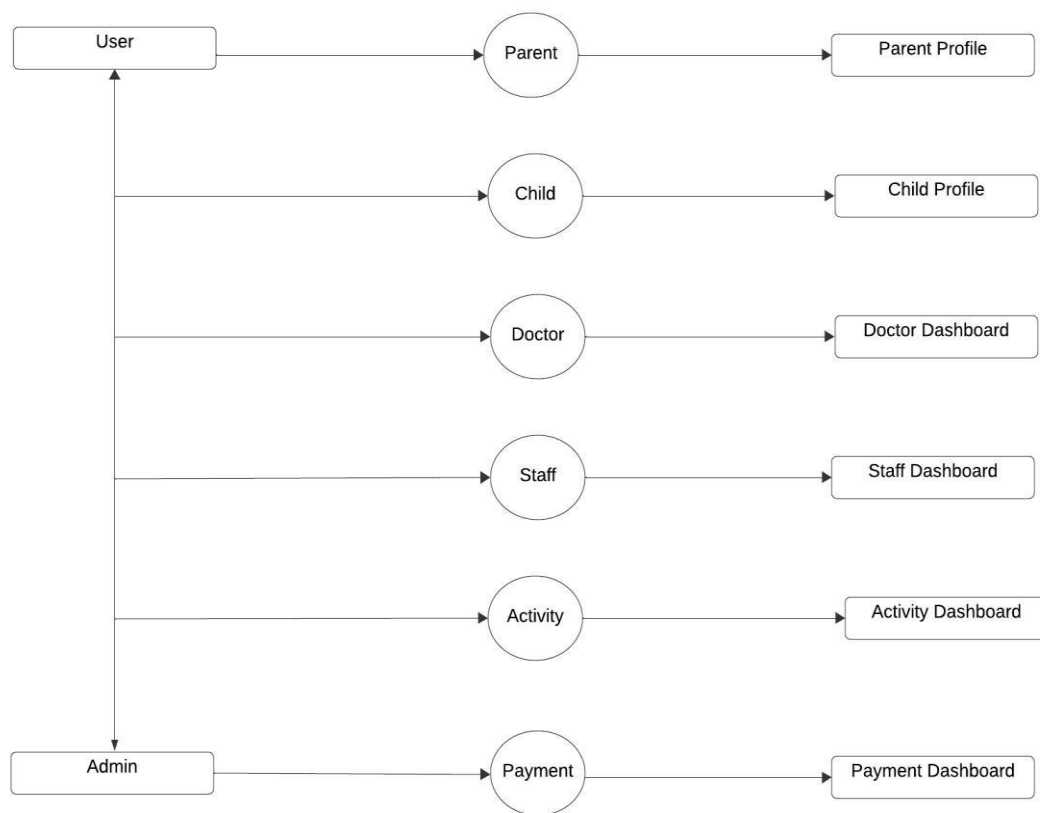 User
Parent
Parent Profile
Child
Child Profile
Doctor
Doctor Dashboard
Staff
Staff Dashboard
Activity
Activity Dashboard
Admin
Payment
Payment Dashboard